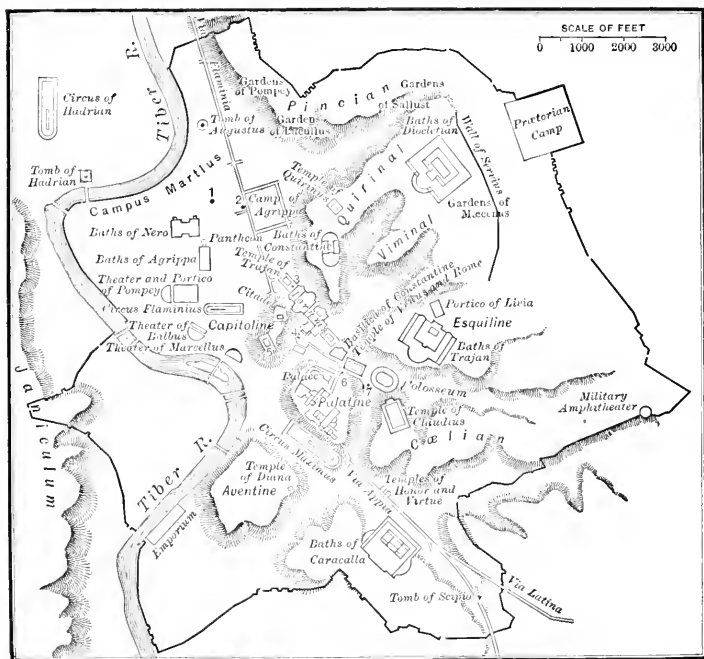 SCALE OF FEET
0 1000 2000 3000
Tiber R.
Via Flaminia
Circus of
Hadrian
Gardens
of Pompey
Pincian
Gardens
of Sallust
Tomb of
Augustus
Gardens
of Lucullus
Baths of
Diocletian
Wall of Servius
Prætorian
Camp
Tomb of
Hadrian
Campus Martius
1
2
Camp of
Agrippa
Temple of
Quirinus
Quirinal
Gardens of Mæcenas
Baths of Nero
Pantheon
Baths of
Constantine
Viminal
Baths of Agrippa
Temple of
Trajan
Theater and Portico
of Pompey
Citadel
Basilica of Constantine
Temple of Venus and Rome
Portico of Livia
Circus Flaminius
Capitoline
Esquiline
Theater of
Balbus
Theater of Marcellus
Baths of
Trajan
Janiculum
Palace
6
Palatine
Colosseum
Military
Amphatheater
Temple of
Claudius
Cœlian
Circus Maximus
Tiber R.
Temple
of Diana
Aventine
Via Appia
Temples of
Honor and
Virtue
Emporium
Baths of
Caracalla
Tomb of Scipio
Via Latina